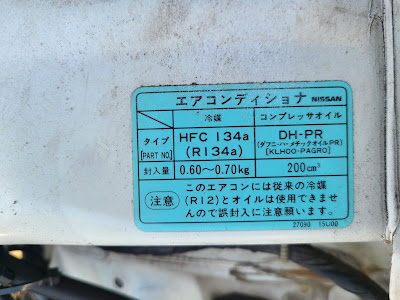 エアコンディショナ NISSAN
冷媒 コンプレッサオイル
タイプ HFC 134a DH-PR
[PART NO.] (R134a) (ダフニ・ハーメチックオイルPR)
[KLH00-PAGR0]
封入量 0.60～0.70kg 200cm³
このエアコンには従来の冷媒
注意 (R12)とオイルは使用できませ
んので誤封入に注意願います。
27090 15U00